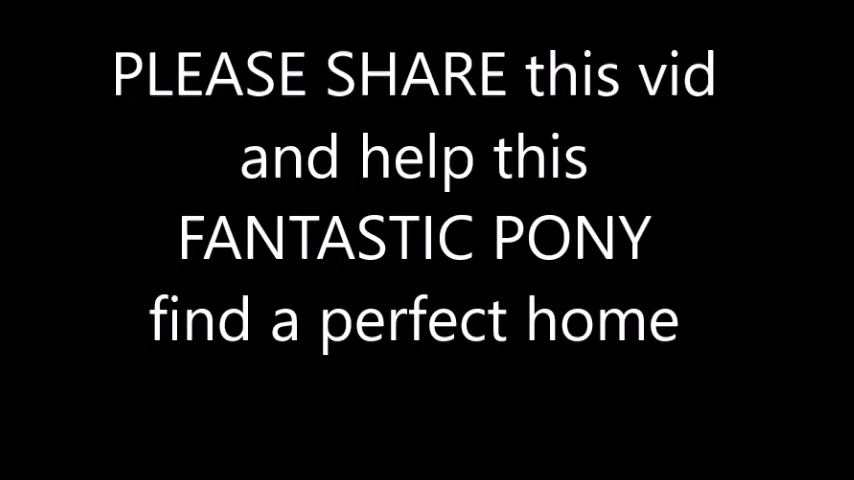 PLEASE SHARE this vid
and help this
FANTASTIC PONY
find a perfect home